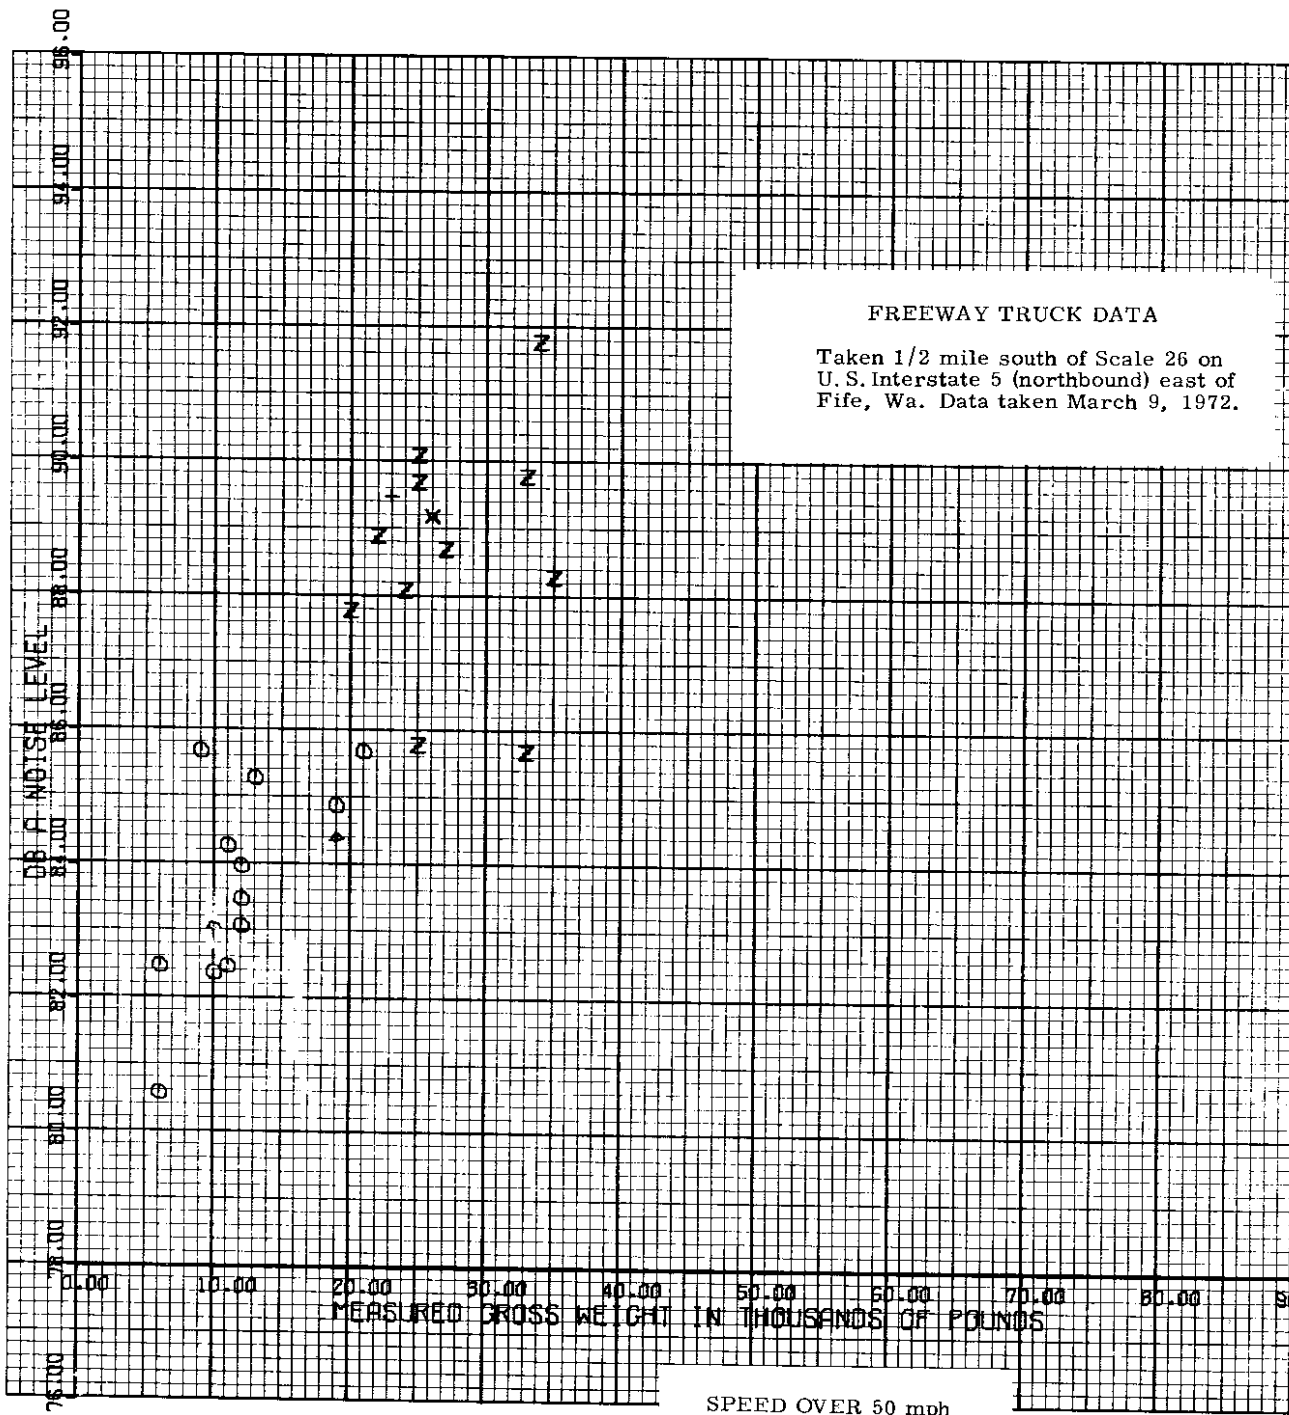 96.00
94.00
92.00
90.00
88.00
86.00
84.00
82.00
80.00
78.00
76.00
DB A NOISE LEVEL
FREEWAY TRUCK DATA
Taken 1/2 mile south of Scale 26 on
U. S. Interstate 5 (northbound) east of
Fife, Wa. Data taken March 9, 1972.
0.00 10.00 20.00 30.00 40.00 50.00 60.00 70.00 80.00
MEASURED GROSS WEIGHT IN THOUSANDS OF POUNDS
SPEED OVER 50 mph